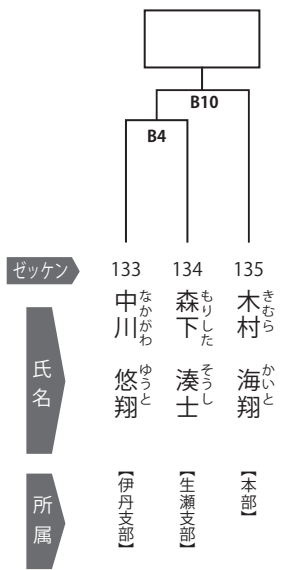 B10
B4
ゼッケン 133 134 135
氏名
中川 悠翔
なかがわ ゆうと
森下 湊士
もりした そうし
木村 海翔
きむら かいと
所属
【伊丹支部】
【生瀬支部】
【本部】